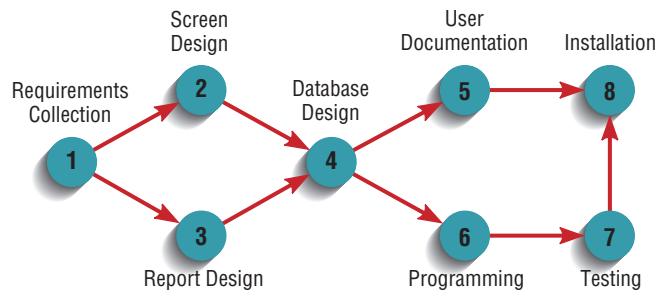 Screen
Design
User
Documentation
Installation
Requirements
Collection
2
Database
Design
5
8
1
4
3
6
7
Report Design
Programming
Testing